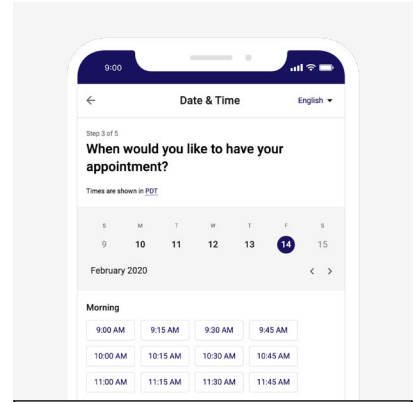 9:00
Date & Time
English
Step 3 of 5
When would you like to have your
appointment?
Times are shown in PDT
S M T W T F S
9 10 11 12 13 14 15
February 2020
Morning
9:00 AM 9:15 AM 9:30 AM 9:45 AM
10:00 AM 10:15 AM 10:30 AM 10:45 AM
11:00 AM 11:15 AM 11:30 AM 11:45 AM